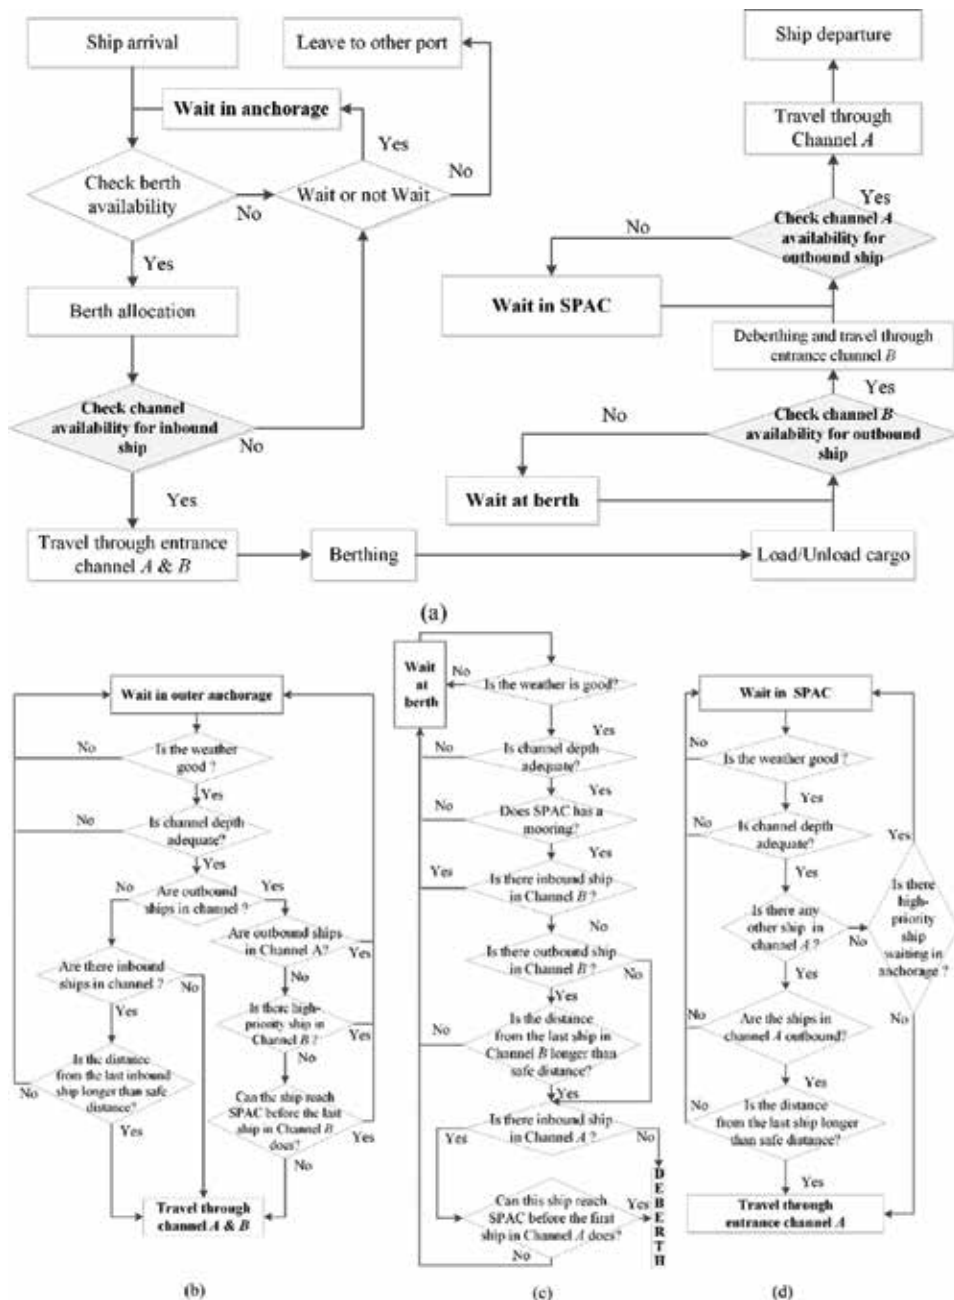 Ship arrival
Leave to other port
Wait in anchorage
Yes
No
Check berth
availability
No
Wait or not Wait
Yes
Berth allocation
Check channel
availability for inbound
ship
No
Yes
Travel through entrance
channel A & B
Berthing
Load/Unload cargo
Ship departure
Travel through
Channel A
Yes
No
Check channel A
availability for
outbound ship
Wait in SPAC
Deberthing and travel through
entrance channel B
Yes
No
Check channel B
availability for outbound
ship
Wait at berth
(a)
Wait in outer anchorage
No
Is the weather
good ?
Yes
No
Is channel depth
adequate?
Yes
No
Are outbound
ships in channel ?
Yes
Are outbound ships
in Channel A?
Yes
No
Are there inbound
ships in channel ?
No
Yes
Is there high-
priority ship in
Channel B ?
Yes
No
Is the distance
from the last inbound
ship longer than safe
distance?
No
Yes
Can the ship reach
SPAC before the last
ship in Channel B
does?
Yes
No
Travel through
channel A & B
(b)
Wait
at
berth
No
Is the weather is good?
Yes
No
Is channel depth
adequate?
Yes
No
Does SPAC has a
mooring?
Yes
Yes
Is there inbound ship
in Channel B ?
No
Is there outbound ship
in Channel B ?
No
Yes
No
Is the distance
from the last ship in
Channel B longer than
safe distance?
Yes
Is there inbound ship
in Channel A ?
Yes
No
Can this ship reach
SPAC before the first
ship in Channel A does?
Yes
No
DEBERTH
(c)
Wait in SPAC
No
Is the weather good ?
Yes
No
Is channel depth
adequate?
Yes
Yes
Is there any
other ship in
channel A ?
No
Is there
high-
priority
ship
waiting in
anchorage ?
Yes
No
No
Are the ships in
channel A outbound?
Yes
No
Is the distance
from the last ship longer
than safe distance?
Yes
Travel through
entrance channel A
(d)